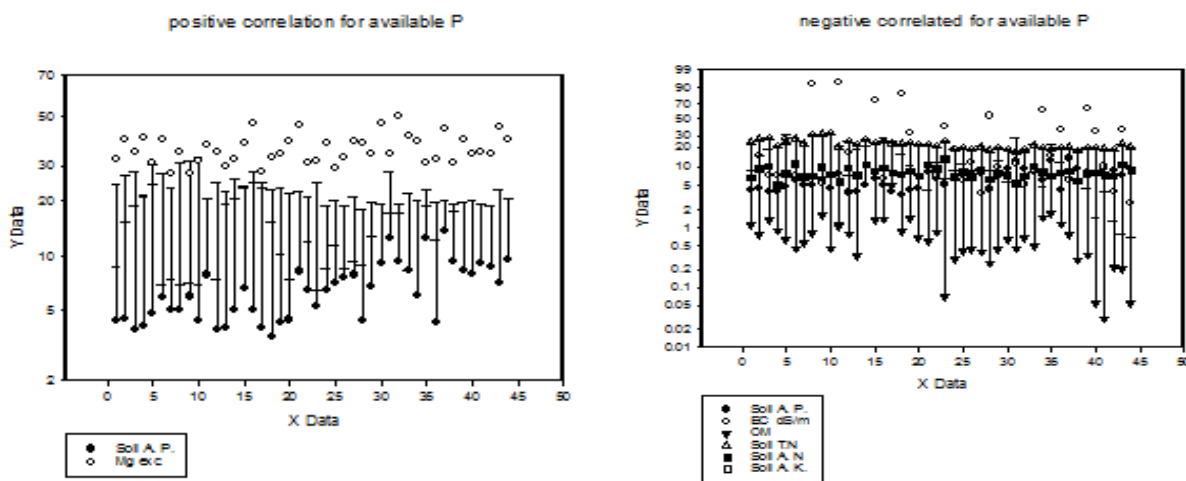 positive correlation for available P
70
50
30
20
10
5
2
Y Data
0 5 10 15 20 25 30 35 40 45 50
X Data
Soil A. P.
Mg exc
negative correlated for available P
99
90
70
50
30
20
10
5
2
1
0.5
0.2
0.1
0.05
0.02
0.01
Y Data
0 5 10 15 20 25 30 35 40 45 50
X Data
Soil A. P.
EC dS/m
OM
Soil T.N
Soil A. N
Soil A. K.